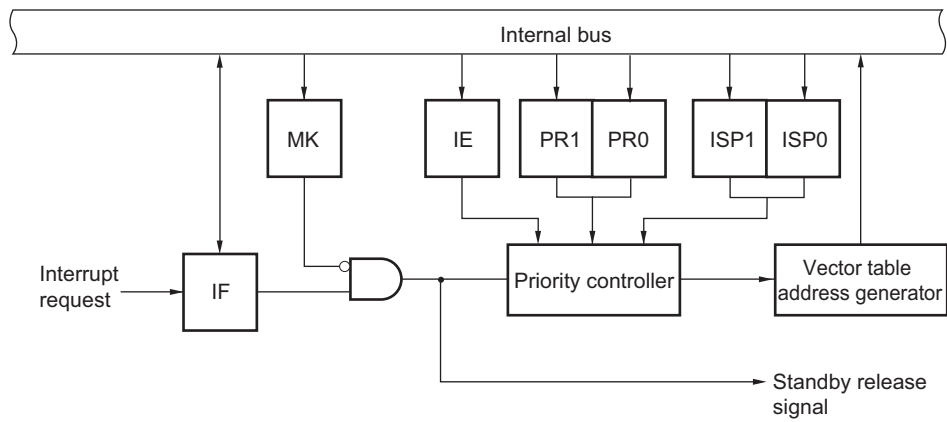 Internal bus
MK
IE
PR1
PR0
ISP1
ISP0
Interrupt
request
IF
Priority controller
Vector table
address generator
Standby release
signal